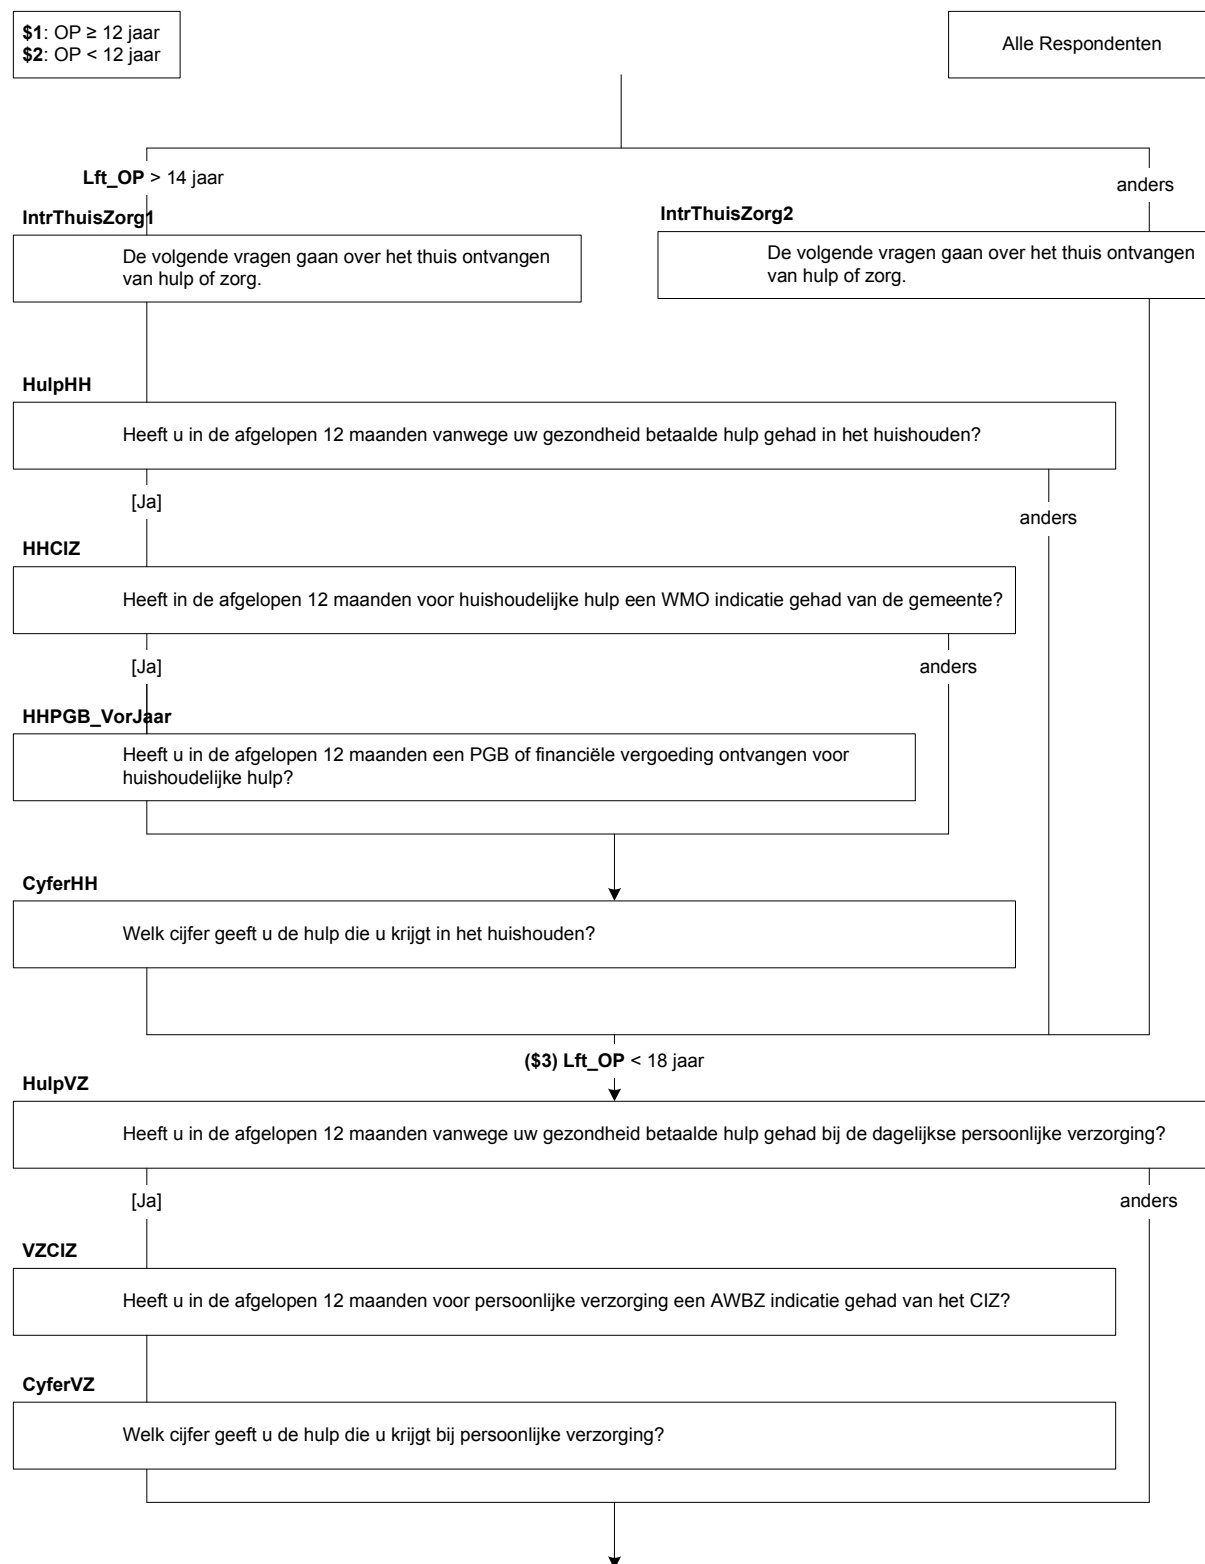 $1: OP ≥ 12 jaar
$2: OP < 12 jaar
Alle Respondenten
Lft_OP > 14 jaar
anders
IntrThuisZorg1
De volgende vragen gaan over het thuis ontvangen
van hulp of zorg.
IntrThuisZorg2
De volgende vragen gaan over het thuis ontvangen
van hulp of zorg.
HulpHH
Heeft u in de afgelopen 12 maanden vanwege uw gezondheid betaalde hulp gehad in het huishouden?
[Ja]
anders
HHCIZ
Heeft in de afgelopen 12 maanden voor huishoudelijke hulp een WMO indicatie gehad van de gemeente?
[Ja]
anders
HHPGB_VorJaar
Heeft u in de afgelopen 12 maanden een PGB of financiële vergoeding ontvangen voor
huishoudelijke hulp?
CyferHH
Welk cijfer geeft u de hulp die u krijgt in het huishouden?
($3) Lft_OP < 18 jaar
HulpVZ
Heeft u in de afgelopen 12 maanden vanwege uw gezondheid betaalde hulp gehad bij de dagelijkse persoonlijke verzorging?
[Ja]
anders
VZCIZ
Heeft u in de afgelopen 12 maanden voor persoonlijke verzorging een AWBZ indicatie gehad van het CIZ?
CyferVZ
Welk cijfer geeft u de hulp die u krijgt bij persoonlijke verzorging?